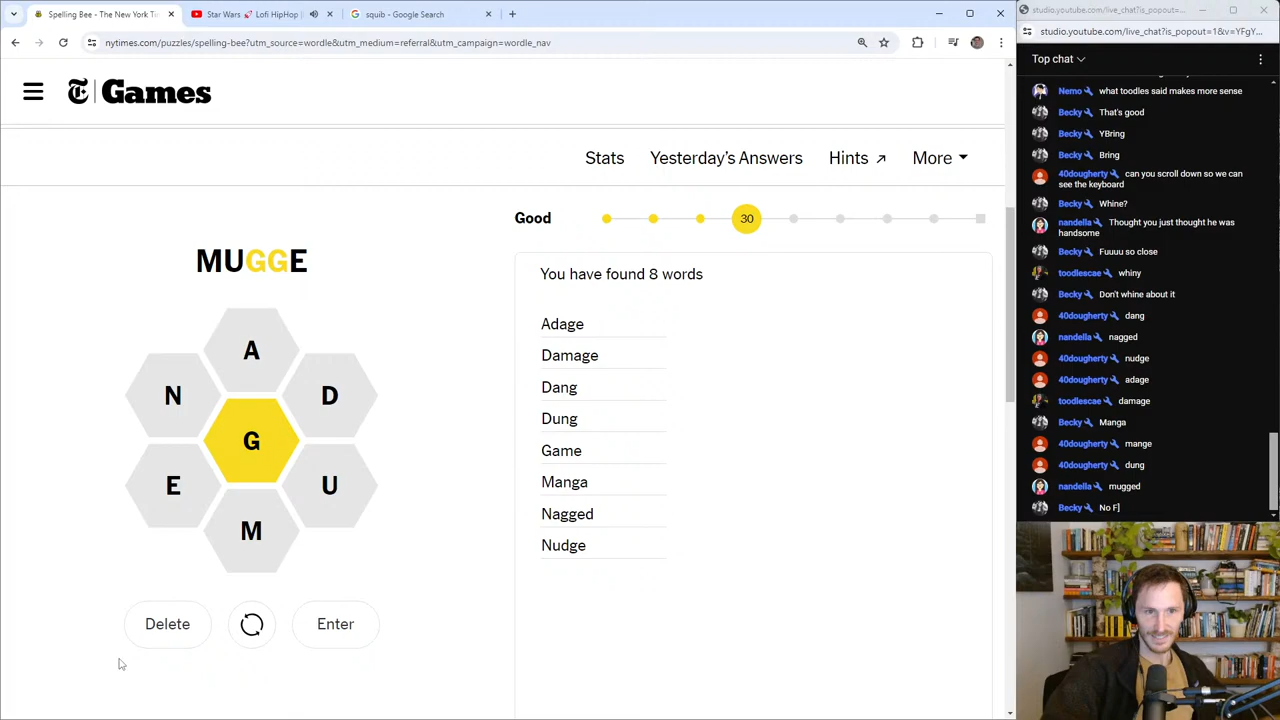 Spelling Bee - The New York To
Star Wars 🚀 Lofi HipHop
squib - Google Search
studio.youtube.com/live_chat?is_popout=...
nytimes.com/puzzles/spelling-bee?utm_source=wordle&utm_medium=referral&utm_campaign=wordle_nav
studio.youtube.com/live_chat?is_popout=1&v=YFgY...
Top chat
Games
Stats
Yesterday's Answers
Hints ↗
More
Good
30
MUGGE
You have found 8 words
Adage
Damage
Dang
Dung
Game
Manga
Nagged
Nudge
A
N
D
G
E
U
M
Delete
Enter
Nemo what toodles said makes more sense
Becky That's good
Becky YBring
Becky Bring
40dougherty can you scroll down so we can
see the keyboard
Becky Whine?
nandella Thought you just thought he was
handsome
Becky Fuuuu so close
toodlescae whiny
Becky Don't whine about it
40dougherty dang
nandella nagged
40dougherty nudge
40dougherty adage
toodlescae damage
Becky Manga
40dougherty mange
40dougherty dung
nandella mugged
Becky No F]